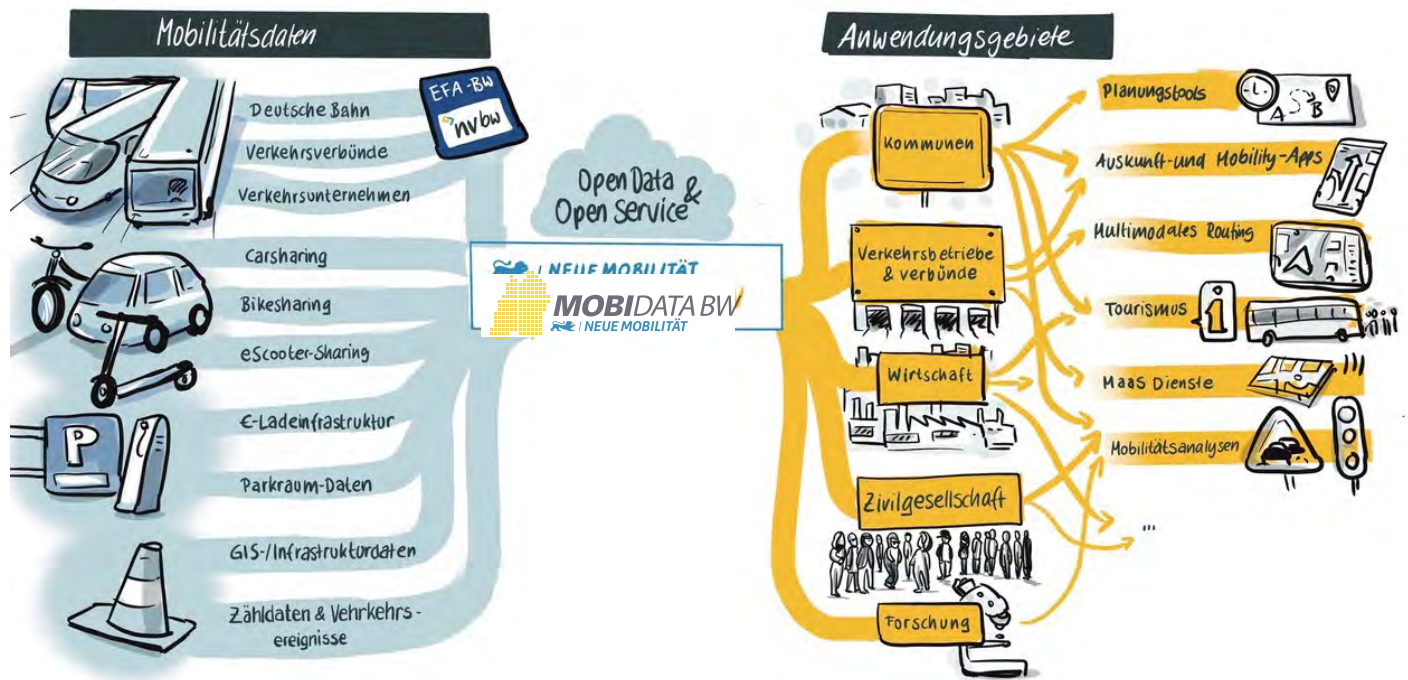 Mobilitätsdaten
Deutsche Bahn
Verkehrsverbünde
Verkehrsunternehmen
Carsharing
Bikesharing
eScooter-Sharing
€-Ladeinfrastruktur
Parkraum-Daten
GIS-/Infrastrukturdaten
Zähldaten & Vehrkehrs-
ereignisse
P
EFA-BW
nvbw
Open Data &
Open Service
NEUE MOBILITÄT
MOBIDATA BW
NEUE MOBILITÄT
Anwendungsgebiete
Kommunen
Verkehrsbetriebe
& verbünde
Wirtschaft
Zivilgesellschaft
Forschung
Planungstools
A S B
Auskunft-und Mobility-Apps
Multimodales Routing
Tourismus
i
MaaS Dienste
Mobilitätsanalysen
...